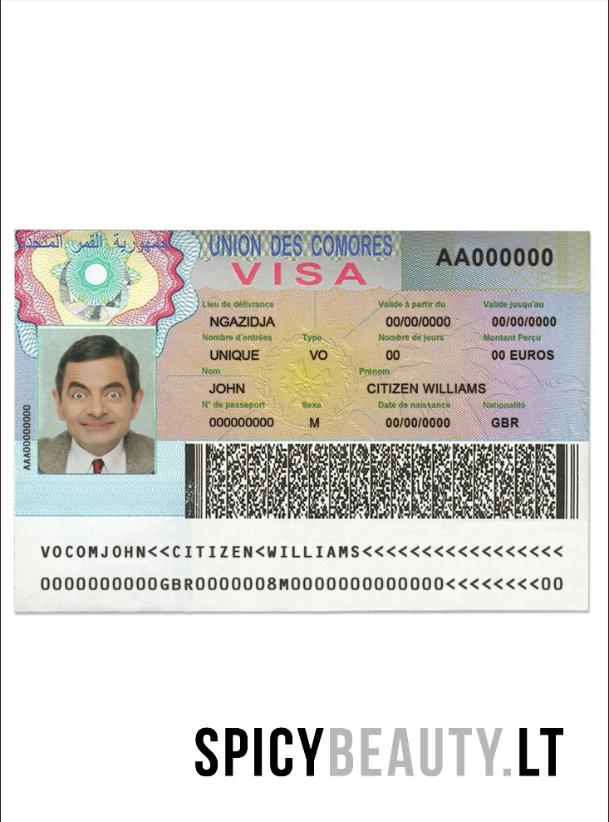 جمهورية القمر المتحدة
UNION DES COMORES
VISA
AA000000
Lieu de délivrance Valide à partir du Valide jusqu'au
NGAZIDJA 00/00/0000 00/00/0000
Nombre d'entrées Type Nombre de jours Montant Perçu
UNIQUE VO 00 00 EUROS
Nom Prénom
JOHN CITIZEN WILLIAMS
N° de passeport Sexe Date de naissance Nationalité
000000000 M 00/00/0000 GBR
AAA00000000
VOCOMJOHN<<CITIZEN<WILLIAMS<<<<<<<<<<<<<<<<<
0000000000GBR0000008M00000000000000<<<<<<<<00
SPICYBEAUTY.LT